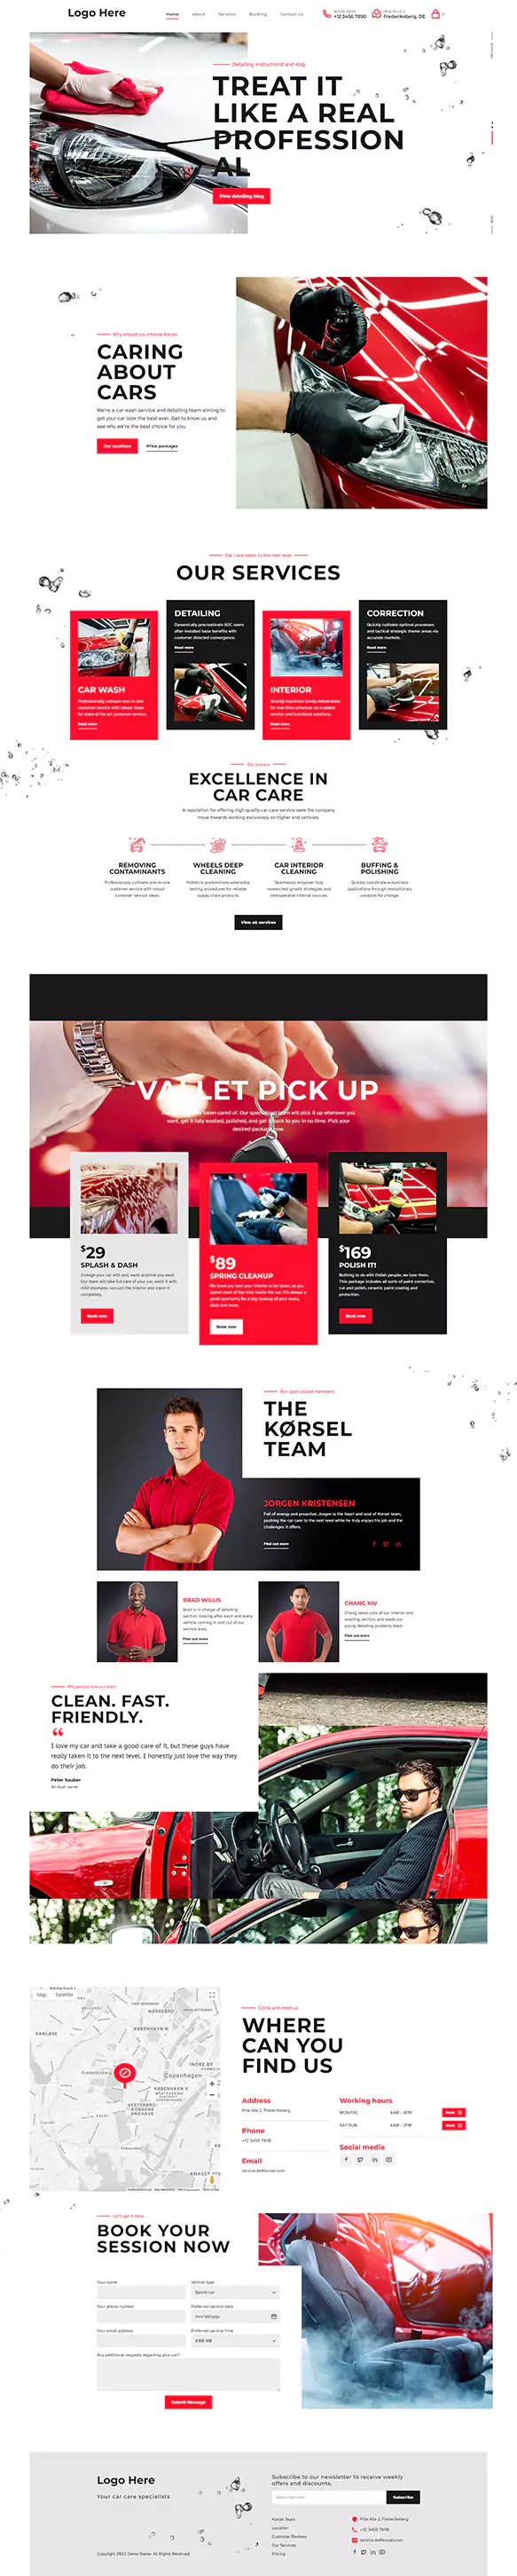 Logo Here
Home
About
Services
Booking
Contact Us
BOOK NOW
+12 3456 7890
PILE ALLE 2
Frederiksberg, DE
Detailing instructions and vlog
TREAT IT
LIKE A REAL
PROFESSION
AL
View detailing blog
Why should you choose Korsel
CARING
ABOUT
CARS
We're a car wash service and detailing team aiming to
get your car look the best ever. Get to know us and
see why we're the best choice for you.
Our locations
Price packages
Car care taken to the next level
OUR SERVICES
CAR WASH
Professionally cultivate one-to-one
customer service with robust ideas
for state of the art customer service.
Read more
DETAILING
Dynamically procrastinate B2C users
after installed base benefits with
customer directed convergence.
Read more
INTERIOR
Quickly maximize timely deliverables
for real-time schemas via scalable
service and functional solutions.
Read more
CORRECTION
Quickly cultivate optimal processes
and tactical strategic theme areas via
accurate markets.
Read more
Our process
EXCELLENCE IN
CAR CARE
A reputation for offering high quality car care service sees the company
move towards working exclusively on higher end vehicles.
REMOVING
CONTAMINANTS
Professionally cultivate one-to-one
customer service with robust
customer service ideas.
WHEELS DEEP
CLEANING
Holisticly predominate extensible
testing procedures for reliable
supply chain products.
CAR INTERIOR
CLEANING
Seamlessly empower fully
researched growth strategies and
interoperable internal sources.
BUFFING &
POLISHING
Quickly coordinate e-business
applications through revolutionary
catalysts for change.
View all services
VALLET PICK UP
taken cared of. Our
will pick it up whenever you
want, get it fully washed, polished, and get it back to you in no time. Pick your
desired package now.
$29
SPLASH & DASH
Indulge your car with a/c wash anytime you want.
Our team will take full care of your car, wash it with
mild shampoo, vacuum the interior and clean it
completely.
Book now
$89
SPRING CLEANUP
We know you love your interior to be clean, as you
spend most of the time inside the car. It's always a
good oportunity for a big cleanup of your seats,
dash and more.
Book now
$169
POLISH IT!
Nothing to do with Polish people, we love them.
This package includes all sorts of paint correction,
cut and polish, ceramic paint coating and
protection.
Book now
Our specialized members
THE
KØRSEL
TEAM
JORGEN KRISTENSEN
Full of energy and proactive, Jorgen is the heart and soul of Korsel team,
pushing the car care to the next level while he truly enjoys his job and the
challenges it offers.
Find out more
BRAD WILLIS
Brad is in charge of detailing
section, looking after each and every
vehicle coming in and out of our
service area.
Find out more
CHANG XIU
Chang takes care of our interior and
washing section, and leads our
young detailing academy team.
Find out more
Why people love our team
CLEAN. FAST.
FRIENDLY.
“
I love my car and take a good care of it, but these guys have
really taken it to the next level. I honestly just love the way they
do their job.
Peter Sauber
An Audi owner
Map
Satellite
NØRREBRO
KØBENHAVN N
VANLØSE
INDRE BY
Frederiksberg
Copenhagen
KØBENHAVN V
VESTERBRO/
KONGENS
ENGHAVE
VALBY
Come and meet us
WHERE
CAN YOU
FIND US
Address
Pile Alle 2, Frederiksberg
Phone
+12 3456 7898
Email
service.de@korsel.com
Working hours
MON-FRI:
6AM - 8PM
Book
SAT-SUN:
6AM - 2PM
Book
Social media
Let's get it done
BOOK YOUR
SESSION NOW
Your name
Vehicle type
Sports car
Your phone number
Preferred service date
mm/dd/yyyy
Your email address
Preferred service time
8:00 AM
Any additional requests regarding your car?
Submit Message
Logo Here
Your car care specialists
Copyright 2022 Demo Name. All Rights Reserved.
Subscribe to our newsletter to receive weekly
offers and discounts.
Subscribe
Korsel Team
Location
Customer Reviews
Our Services
Pricing
Pile Alle 2, Frederiksberg
+12 3456 7898
service.de@korsel.com